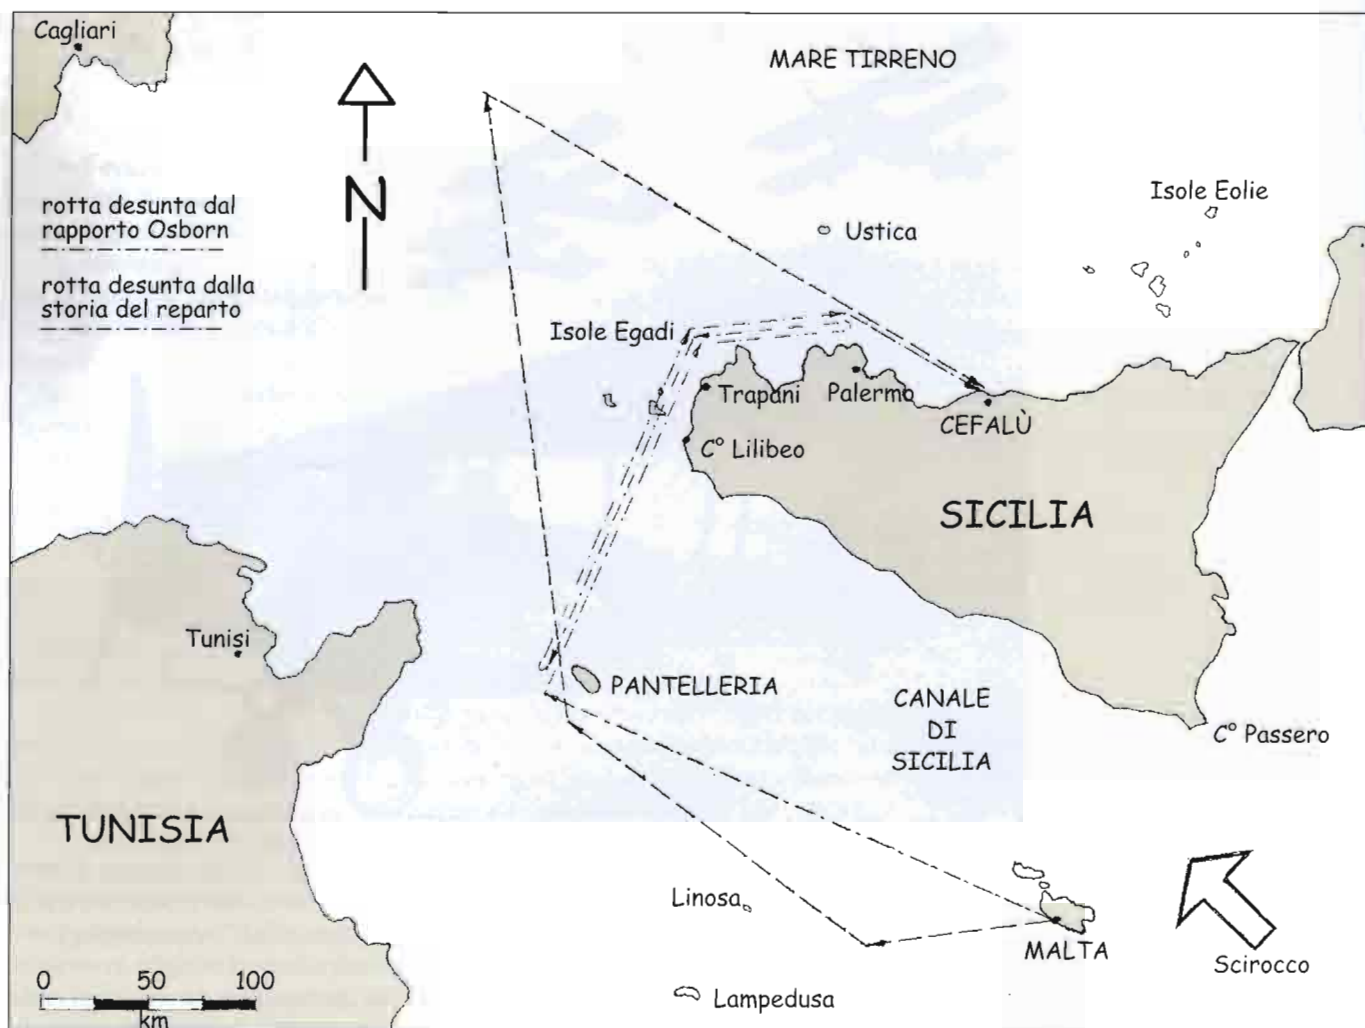 Cagliari
MARE TIRRENO
Isole Eolie
N
rotta desunta dal
rapporto Osborn
Ustica
rotta desunta dalla
storia del reparto
Isole Egadi
Trapani
Palermo
CEFALÙ
C° Lilibeo
SICILIA
Tunisi
PANTELLERIA
CANALE
DI
SICILIA
C° Passero
TUNISIA
Linosa
MALTA
Scirocco
Lampedusa
0 50 100
km